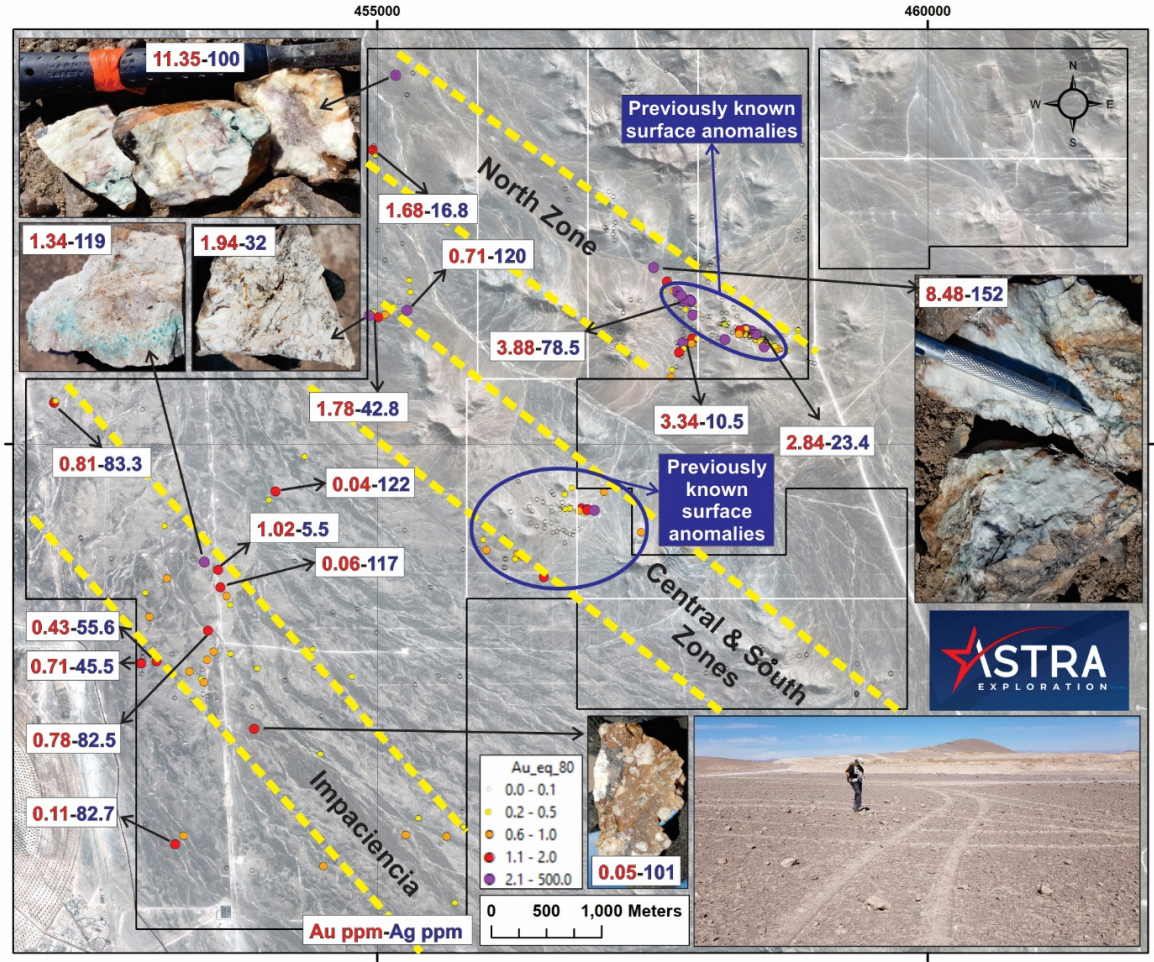 455000
460000
11.35-100
N
W
E
S
Previously known
surface anomalies
North Zone
1.68-16.8
1.34-119
1.94-32
0.71-120
8.48-152
3.88-78.5
1.78-42.8
3.34-10.5
2.84-23.4
0.81-83.3
Previously
known
surface
anomalies
0.04-122
1.02-5.5
0.06-117
Central & South
Zones
0.43-55.6
0.71-45.5
ASTRA
EXPLORATION
0.78-82.5
Impaciencia
Au_eq_80
0.0 - 0.1
0.2 - 0.5
0.6 - 1.0
1.1 - 2.0
2.1 - 500.0
0.11-82.7
0.05-101
0 500 1,000 Meters
Au ppm-Ag ppm